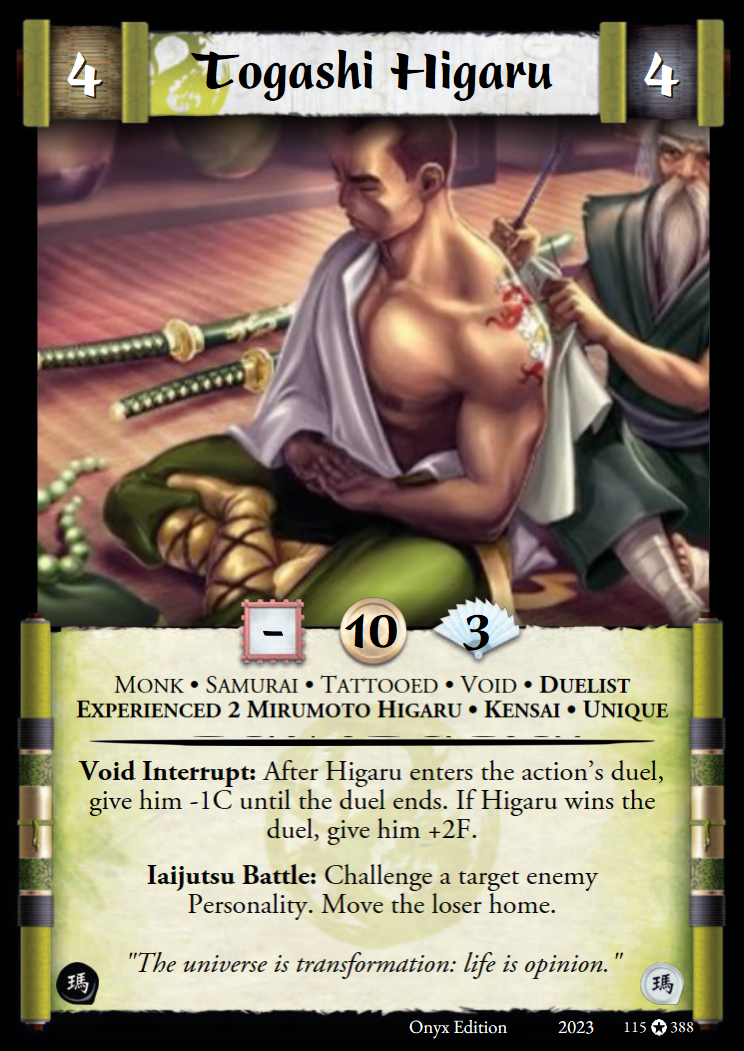 4
Togashi Higaru
4
-
10
3
MONK • SAMURAI • TATTOOED • VOID • DUELIST
EXPERIENCED 2 MIRUMOTO HIGARU • KENSAI • UNIQUE
Void Interrupt: After Higaru enters the action's duel,
give him -1C until the duel ends. If Higaru wins the
duel, give him +2F.
Iaijutsu Battle: Challenge a target enemy
Personality. Move the loser home.
"The universe is transformation: life is opinion."
瑪
瑪
Onyx Edition 2023 115 ✪ 388